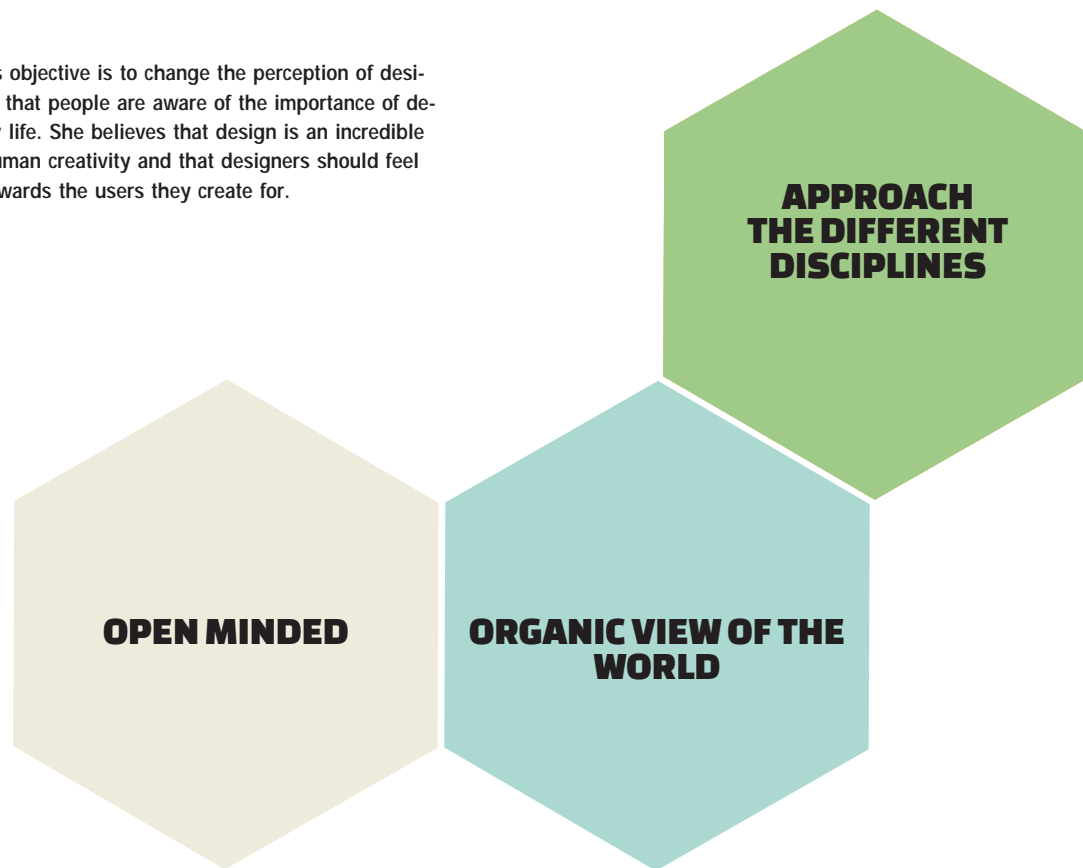 s objective is to change the perception of desi-
that people are aware of the importance of de-
life. She believes that design is an incredible
uman creativity and that designers should feel
wards the users they create for.
APPROACH
THE DIFFERENT
DISCIPLINES
OPEN MINDED
ORGANIC VIEW OF THE
WORLD